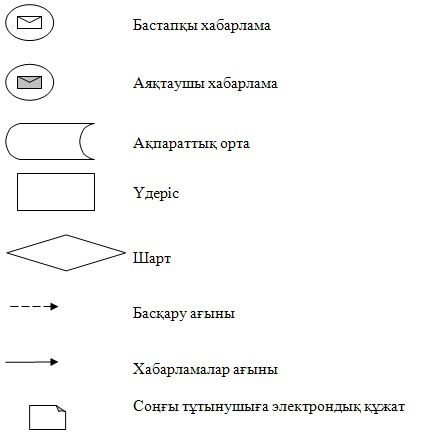 Бастапқы хабарлама
Аяқтаушы хабарлама
Ақпараттық орта
Үдеріс
Шарт
Басқару ағыны
Хабарламалар ағыны
Соңғы тұтынушыға электрондық құжат